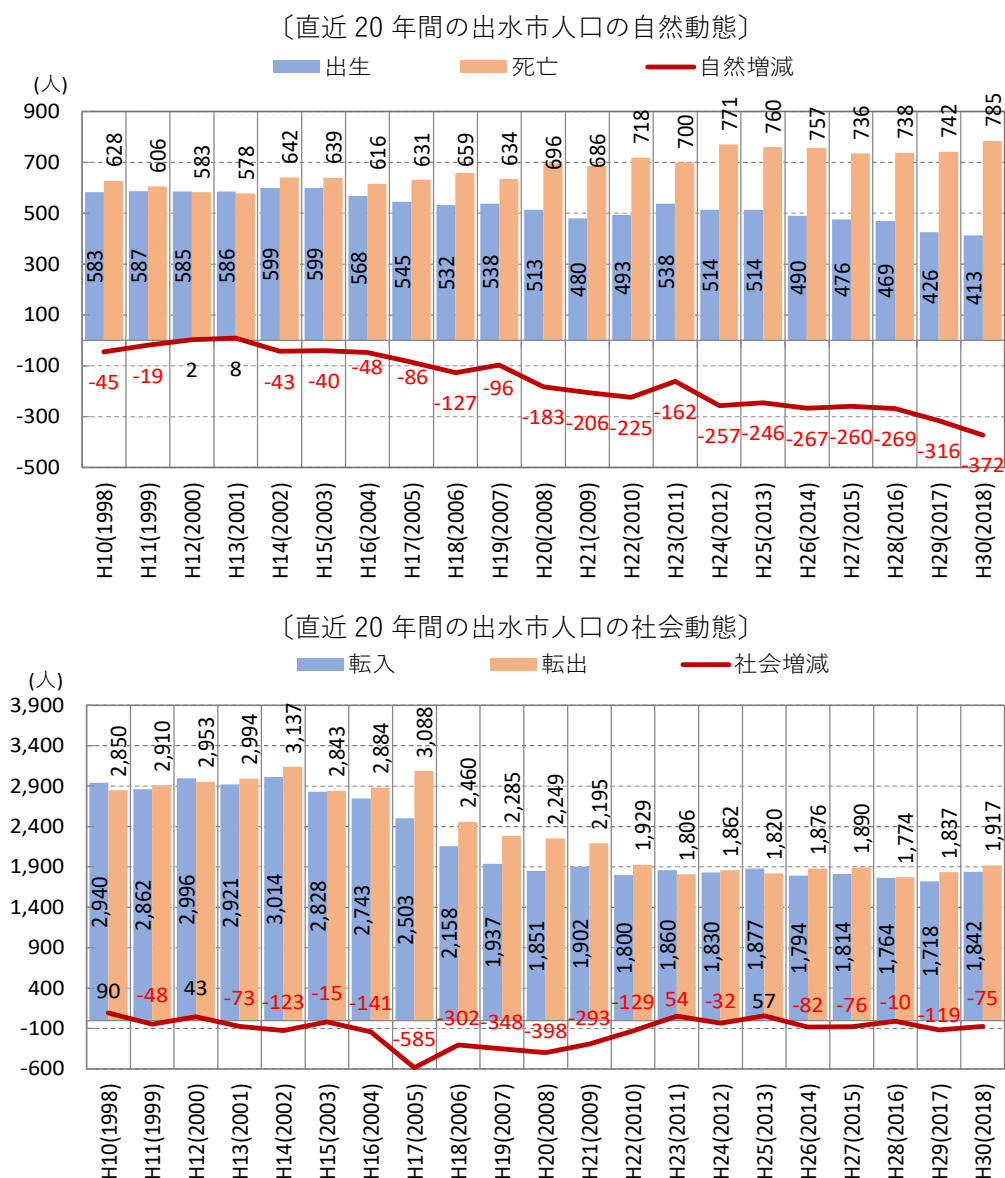 〔直近 20 年間の出水市人口の自然動態〕
出生 死亡 自然増減
(人)
900
700
500
300
100
-100
-300
-500
628 606 583 578 642 639 616 631 659 634 696 686 718 700 771 760 757 736 738 742 785
583 587 585 586 599 599 568 545 532 538 513 480 493 538 514 514 490 476 469 426 413
-45 -19 2 8 -43 -40 -48 -86 -127 -96 -183 -206 -225 -162 -257 -246 -267 -260 -269 -316 -372
H10(1998) H11(1999) H12(2000) H13(2001) H14(2002) H15(2003) H16(2004) H17(2005) H18(2006) H19(2007) H20(2008) H21(2009) H22(2010) H23(2011) H24(2012) H25(2013) H26(2014) H27(2015) H28(2016) H29(2017) H30(2018)
〔直近 20 年間の出水市人口の社会動態〕
転入 転出 社会増減
(人)
3,900
3,400
2,900
2,400
1,900
1,400
900
400
-100
-600
2,850 2,910 2,953 2,994 3,137 2,843 2,884 3,088 2,460 2,285 2,249 2,195 1,929 1,806 1,862 1,820 1,876 1,890 1,774 1,837 1,917
2,940 2,862 2,996 2,921 3,014 2,828 2,743 2,503 2,158 1,937 1,851 1,902 1,800 1,860 1,830 1,877 1,794 1,814 1,764 1,718 1,842
90 -48 43 -73 -123 -15 -141 -585 -302 -348 -398 -293 -129 54 -32 57 -82 -76 -10 -119 -75
H10(1998) H11(1999) H12(2000) H13(2001) H14(2002) H15(2003) H16(2004) H17(2005) H18(2006) H19(2007) H20(2008) H21(2009) H22(2010) H23(2011) H24(2012) H25(2013) H26(2014) H27(2015) H28(2016) H29(2017) H30(2018)